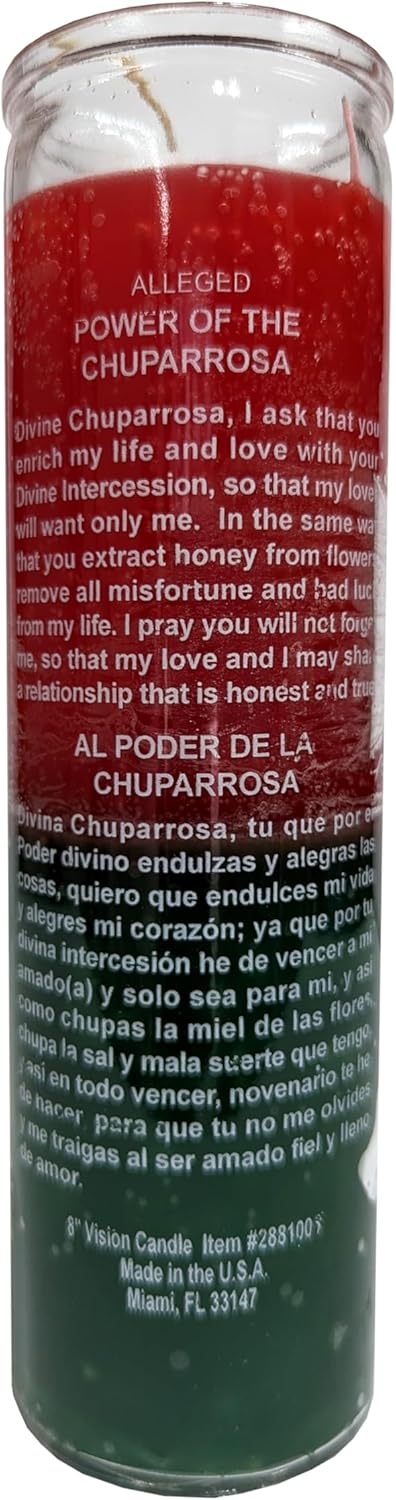 ALLEGED
POWER OF THE
CHUPARROSA
Divine Chuparrosa, I ask that you
enrich my life and love with your
Divine Intercession, so that my love
will want only me. In the same wa
that you extract honey from flower
remove all misfortune and bad luc
from my life. I pray you will not forge
me, so that my love and I may sha
a relationship that is honest and true
AL PODER DE LA
CHUPARROSA
Divina Chuparrosa, tu que por el
Poder divino endulzas y alegras las
cosas, quiero que endulces mi vida
y alegres mi corazón; ya que por tu
divina intercesión he de vencer a mi
amado(a) y solo sea para mi, y asi
como chupas la miel de las flores,
chupa la sal y mala suerte que tengo,
y asi en todo vencer, novenario te he
de hacer, para que tu no me olvides
y me traigas al ser amado fiel y lleno
de amor.
8" Vision Candle Item #288100
Made in the U.S.A.
Miami, FL 33147